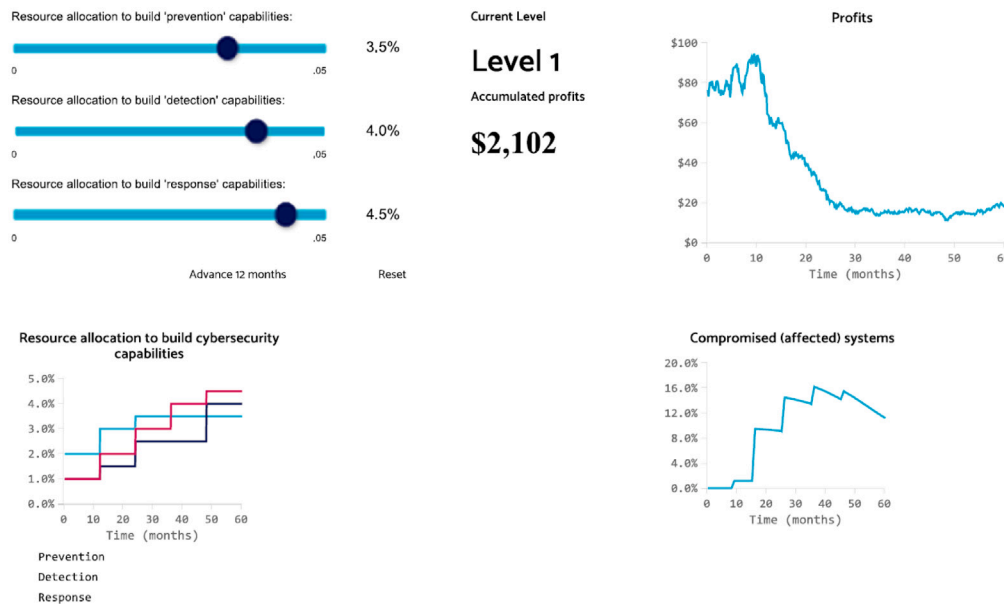 Resource allocation to build 'prevention' capabilities:
3.5%
0 .05
Resource allocation to build 'detection' capabilities:
4.0%
0 .05
Resource allocation to build 'response' capabilities:
4.5%
0 .05
Advance 12 months Reset
Current Level
Level 1
Accumulated profits
$2,102
Profits
$100
$80
$60
$40
$20
$0
0 10 20 30 40 50
Time (months)
Resource allocation to build cybersecurity
capabilities
5.0%
4.0%
3.0%
2.0%
1.0%
0.0%
0 10 20 30 40 50 60
Time (months)
Prevention
Detection
Response
Compromised (affected) systems
20.0%
16.0%
12.0%
8.0%
4.0%
0.0%
0 10 20 30 40 50 60
Time (months)